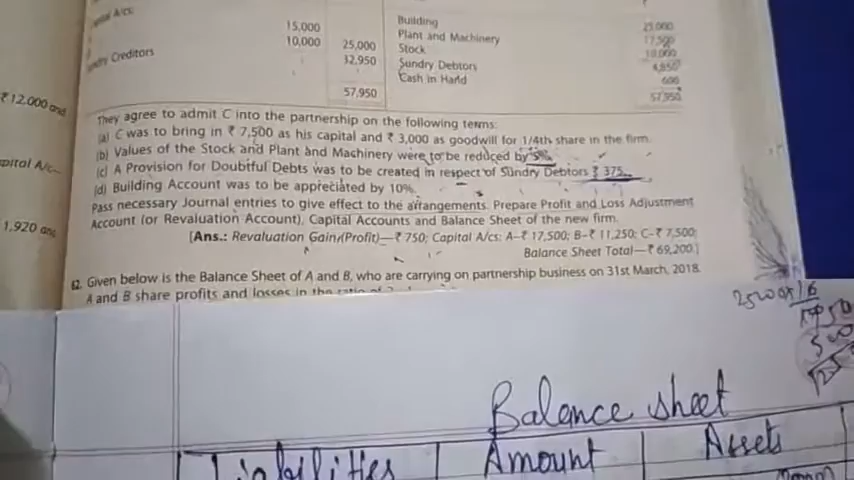 Building
Plant and Machinery
Stock
Sundry Debtors
Cash in Hand
15,000
10,000
25,000
32,950
57,950
25,000
17,500
10,000
4,850
600
57,950
Creditors
They agree to admit C into the partnership on the following terms:
(a) C was to bring in ₹ 7,500 as his capital and ₹ 3,000 as goodwill for 1/4th share in the firm.
(b) Values of the Stock and Plant and Machinery were to be reduced by 5%.
(c) A Provision for Doubtful Debts was to be created in respect of Sundry Debtors ₹ 375.
(d) Building Account was to be appreciated by 10%.
Pass necessary Journal entries to give effect to the arrangements. Prepare Profit and Loss Adjustment
Account (or Revaluation Account), Capital Accounts and Balance Sheet of the new firm.
[Ans.: Revaluation Gain/(Profit)—₹ 750; Capital A/cs: A–₹ 17,500; B–₹ 11,250; C–₹ 7,500;
Balance Sheet Total—₹ 69,200.]
62. Given below is the Balance Sheet of A and B, who are carrying on partnership business on 31st March, 2018.
A and B share profits and losses in the ratio of
₹ 12,000 and
pital A/c
1,920 and
Balance sheet
Liabilities
Amount
Assets